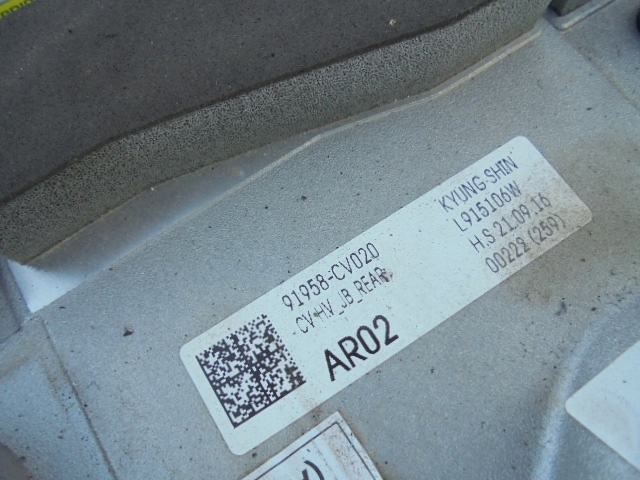 91958-CV020
CV-HV_JB_REAR
AR02
KYUNG-SHIN
L915106W
H.S 21.09.16
00222 (259)